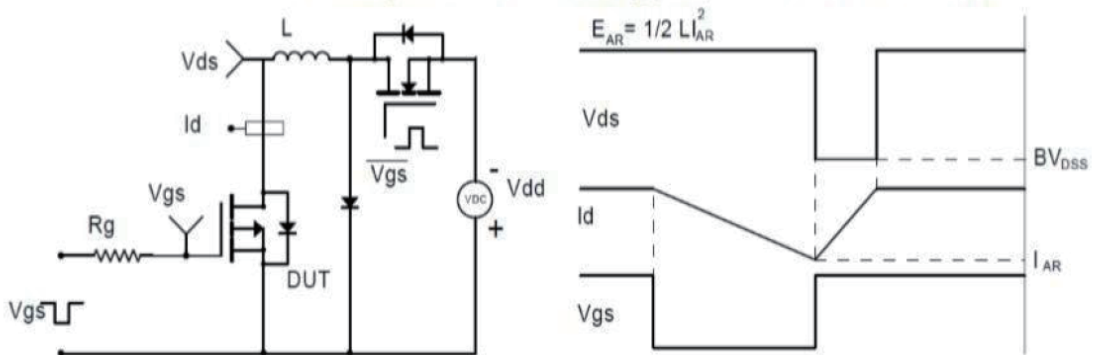 L
Vds
Id
Vgs
Vgs
Rg
DUT
Vgs
VDC
-
+
Vdd
E_AR = 1/2 LI_AR^2
Vds
BV_DSS
Id
I_AR
Vgs